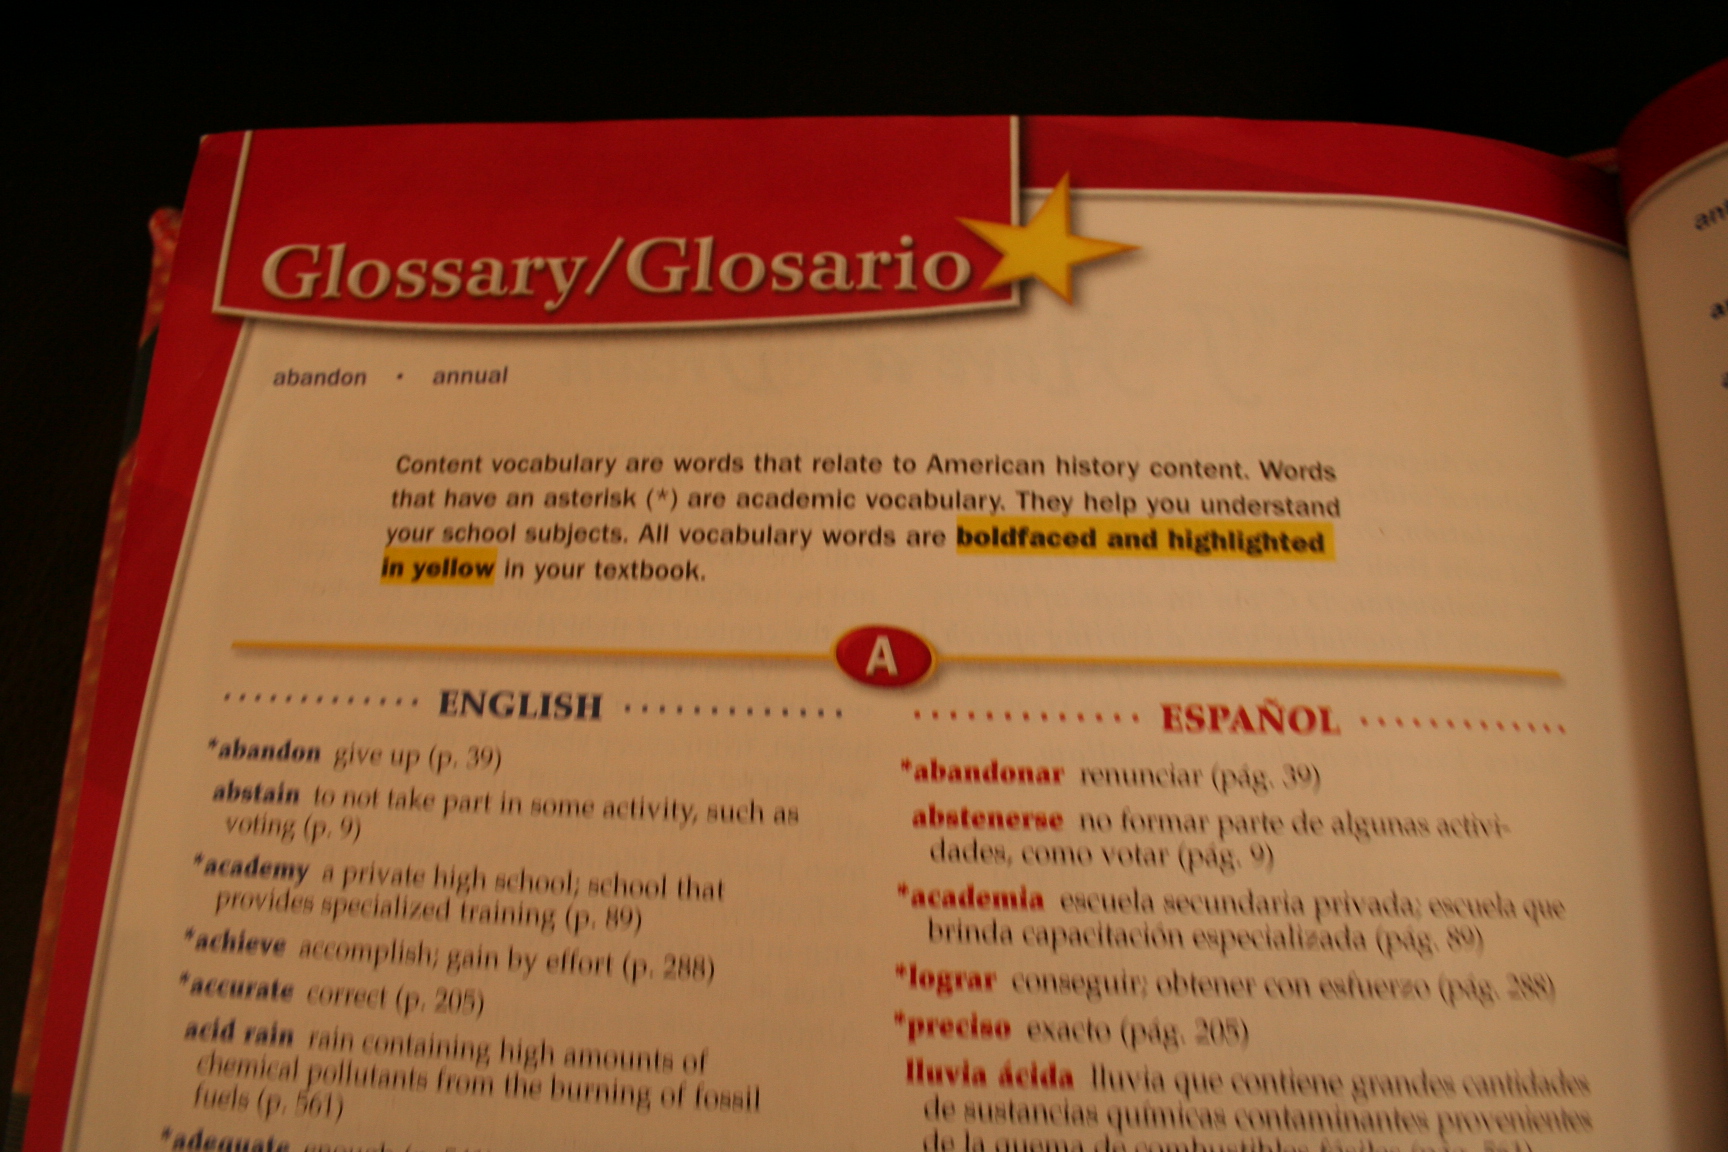 Glossary/Glosario
abandon • annual
Content vocabulary are words that relate to American history content. Words
that have an asterisk (*) are academic vocabulary. They help you understand
your school subjects. All vocabulary words are boldfaced and highlighted
in yellow in your textbook.
A
ENGLISH
*abandon give up (p. 39)
abstain to not take part in some activity, such as
voting (p. 9)
*academy a private high school; school that
provides specialized training (p. 89)
*achieve accomplish; gain by effort (p. 288)
*accurate correct (p. 205)
acid rain rain containing high amounts of
chemical pollutants from the burning of fossil
fuels (p. 561)
*adequate
ESPAÑOL
*abandonar renunciar (pág. 39)
abstenerse no formar parte de algunas activi-
dades, como votar (pág. 9)
*academia escuela secundaria privada; escuela que
brinda capacitación especializada (pág. 89)
*lograr conseguir; obtener con esfuerzo (pág. 288)
*preciso exacto (pág. 205)
lluvia ácida lluvia que contiene grandes cantidades
de sustancias químicas contaminantes provenientes
de la quema de combustibles